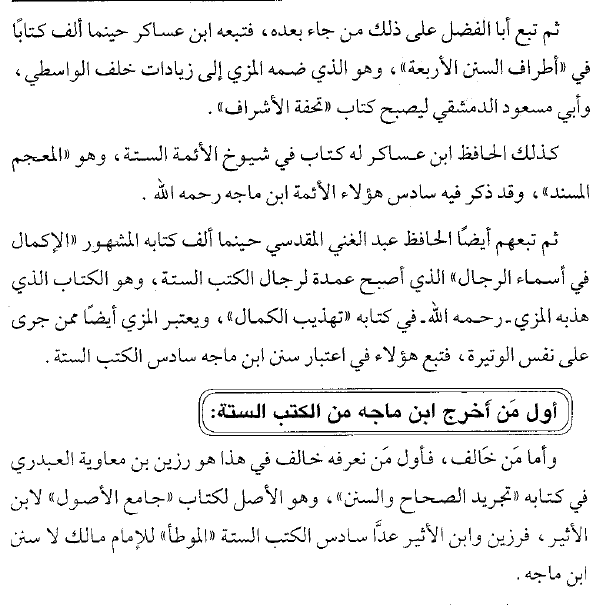 ثم تبع أبا الفضل على ذلك من جاء بعده، فتبعه ابن عساكر حينما ألف كتابًا
في «أطراف السنن الأربعة»، وهو الذي ضمه المزي إلى زيادات خلف الواسطي،
وأبي مسعود الدمشقي ليصبح كتاب «تحفة الأشراف».
كذلك الحافظ ابن عساكر له كتاب في شيوخ الأئمة الستة، وهو «المعجم
المسند»، وقد ذكر فيه سادس هؤلاء الأئمة ابن ماجه رحمه الله.
ثم تبعهم أيضًا الحافظ عبد الغني المقدسي حينما ألف كتابه المشهور «الإكمال
في أسماء الرجال» الذي أصبح عمدة لرجال الكتب الستة، وهو الكتاب الذي
هذبه المزي ـ رحمه الله ـ في كتابه «تهذيب الكمال»، ويعتبر المزي أيضًا ممن جرى
على نفس الوتيرة، فتبع هؤلاء في اعتبار سنن ابن ماجه سادس الكتب الستة.
أول مَن أخرج ابن ماجه من الكتب الستة:
وأما مَن خَالف، فأول مَن نعرفه خالف في هذا هو رزين بن معاوية العبدري
في كتابه «تجريد الصحاح والسنن»، وهو الأصل لكتاب «جامع الأصول» لابن
الأثير، فرزين وابن الأثير عدَّا سادس الكتب الستة «الموطأ» للإمام مالك لا سنن
ابن ماجه.